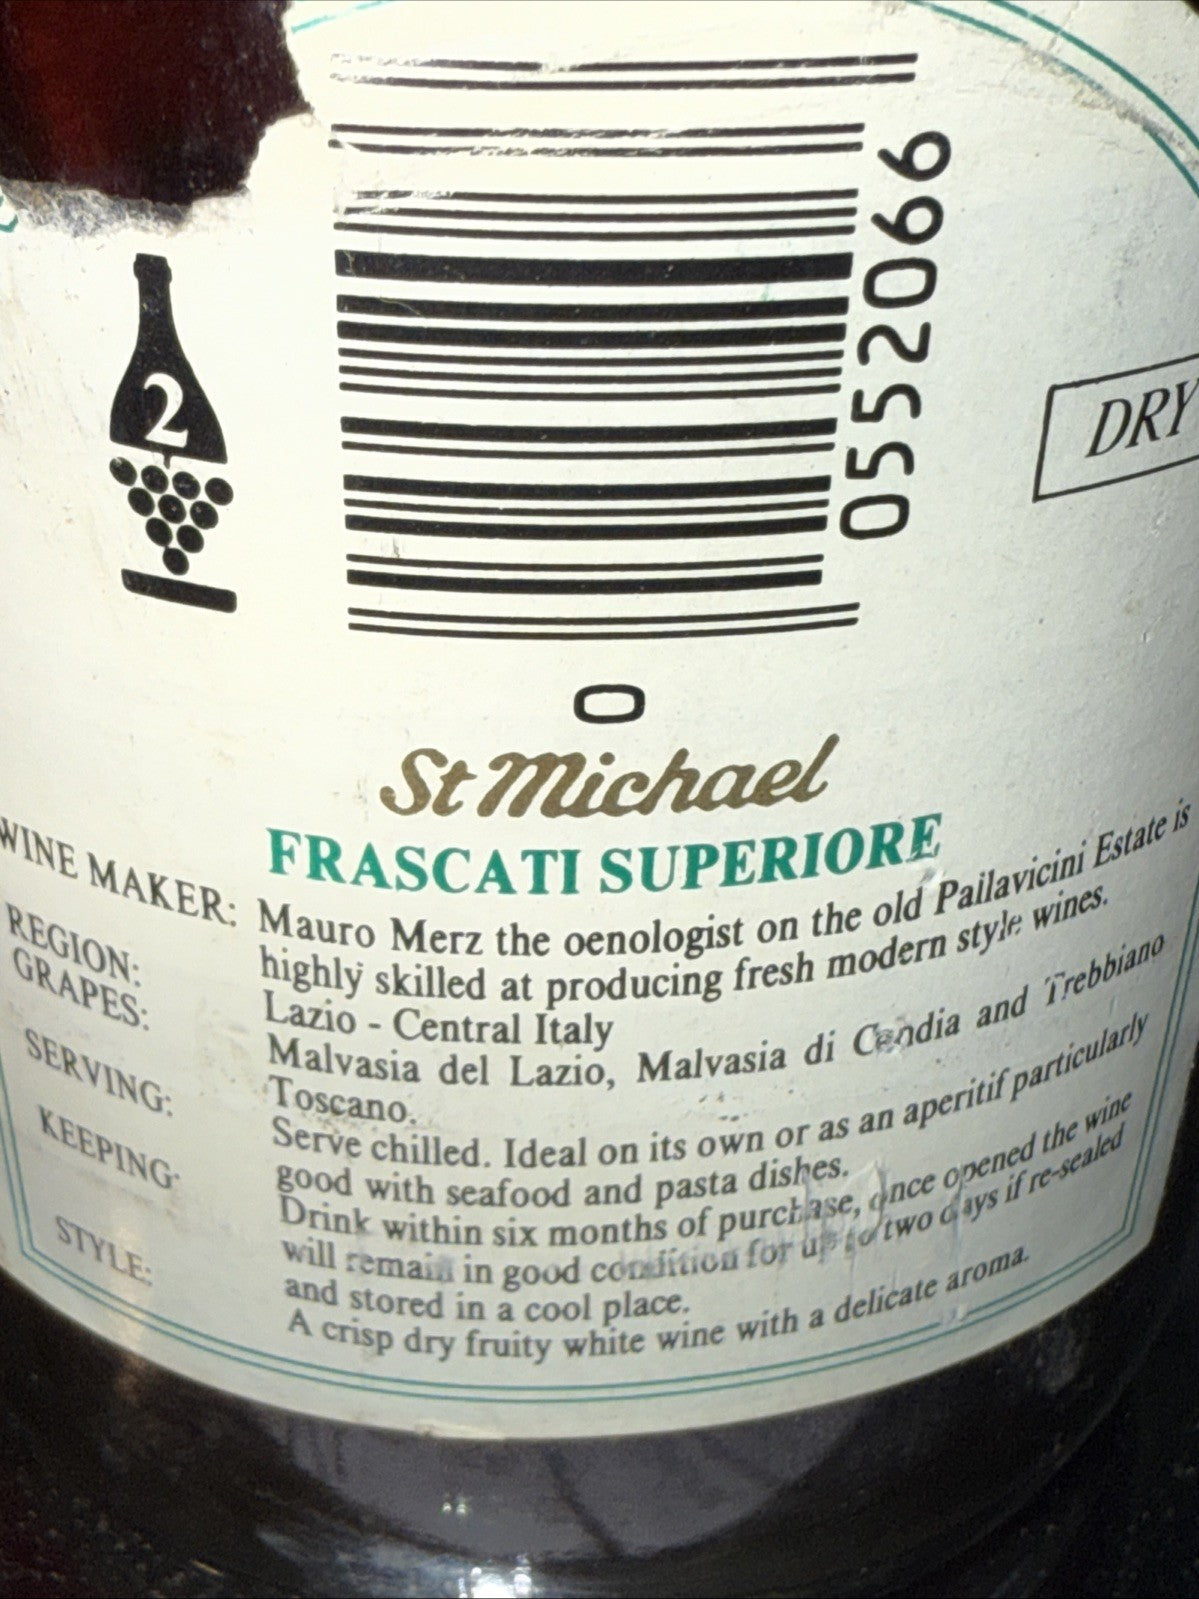 2
0552066
DRY
0
St Michael
FRASCATI SUPERIORE
WINE MAKER: Mauro Merz the oenologist on the old Pallavicini Estate is
highly skilled at producing fresh modern style wines.
REGION: Lazio - Central Italy
GRAPES: Malvasia del Lazio, Malvasia di Candia and Trebbiano
Toscano.
SERVING: Serve chilled. Ideal on its own or as an aperitif particularly
good with seafood and pasta dishes.
KEEPING: Drink within six months of purchase, once opened the wine
will remain in good condition for up to two days if re-sealed
and stored in a cool place.
STYLE: A crisp dry fruity white wine with a delicate aroma.